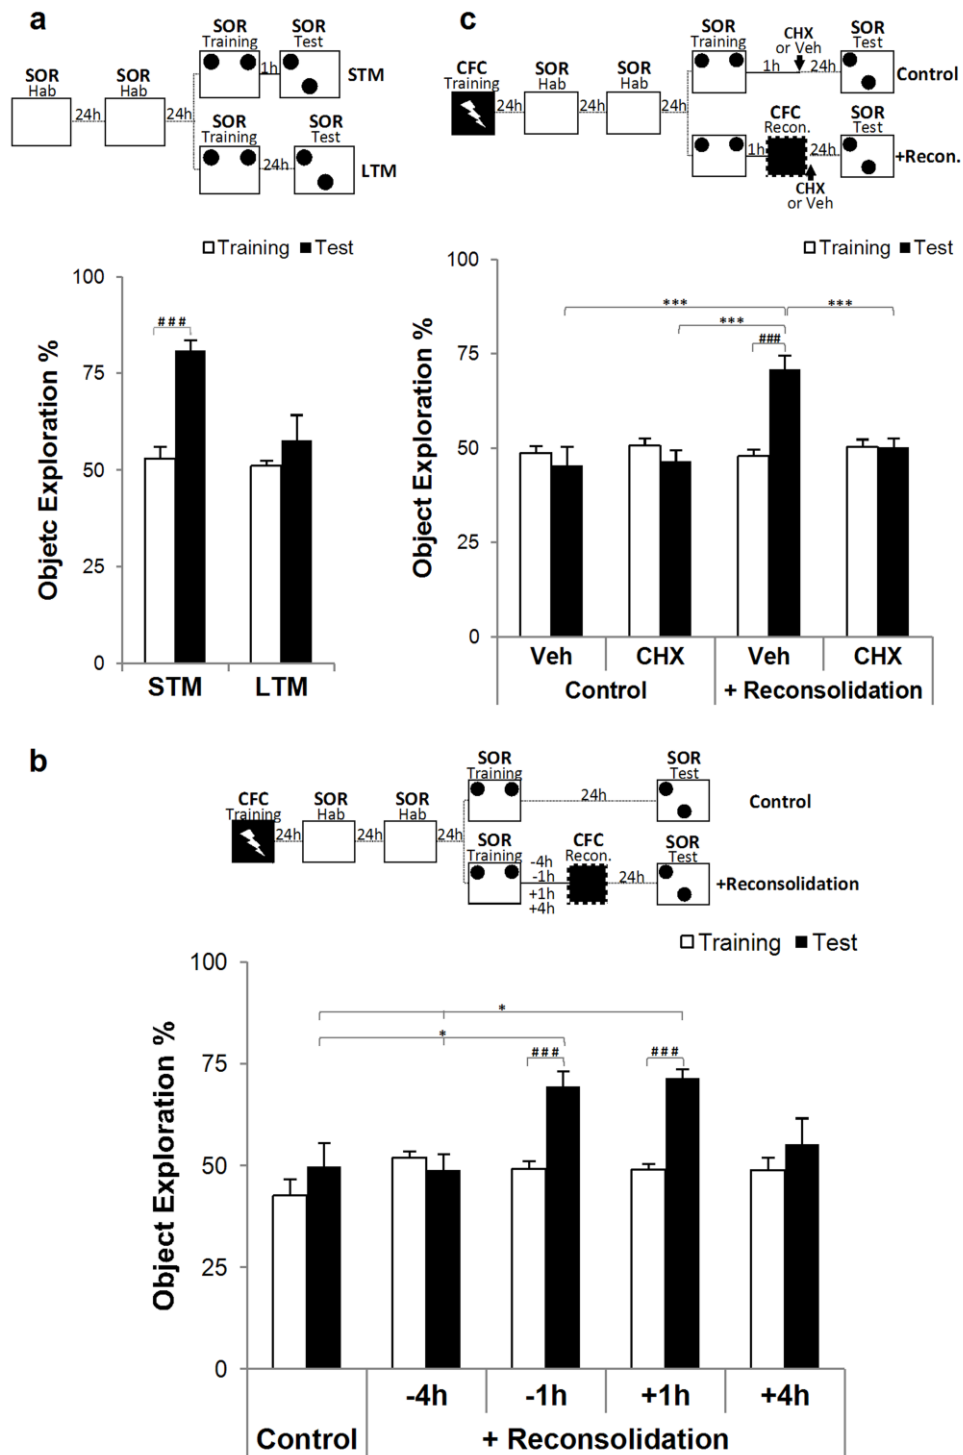 a
SOR
Training
SOR
Test
SOR
Hab
SOR
Hab
1h
STM
24h
24h
SOR
Training
SOR
Test
24h
LTM
Training Test
100
75
50
25
0
Objetc Exploration %
###
STM LTM
c
SOR
Training
CHX
or Veh
SOR
Test
1h
24h
Control
CFC
Training
SOR
Hab
SOR
Hab
24h
24h
24h
CFC
Recon.
SOR
Test
1h
24h
+Recon.
CHX
or Veh
Training Test
100
75
50
25
0
Object Exploration %
***
***
***
###
Veh CHX Veh CHX
Control + Reconsolidation
b
SOR
Training
SOR
Test
24h
Control
CFC
Training
SOR
Hab
SOR
Hab
24h
24h
24h
SOR
Training
-4h
-1h
+1h
+4h
CFC
Recon.
24h
SOR
Test
+Reconsolidation
Training Test
100
75
50
25
0
Object Exploration %
*
*
###
###
-4h -1h +1h +4h
Control + Reconsolidation